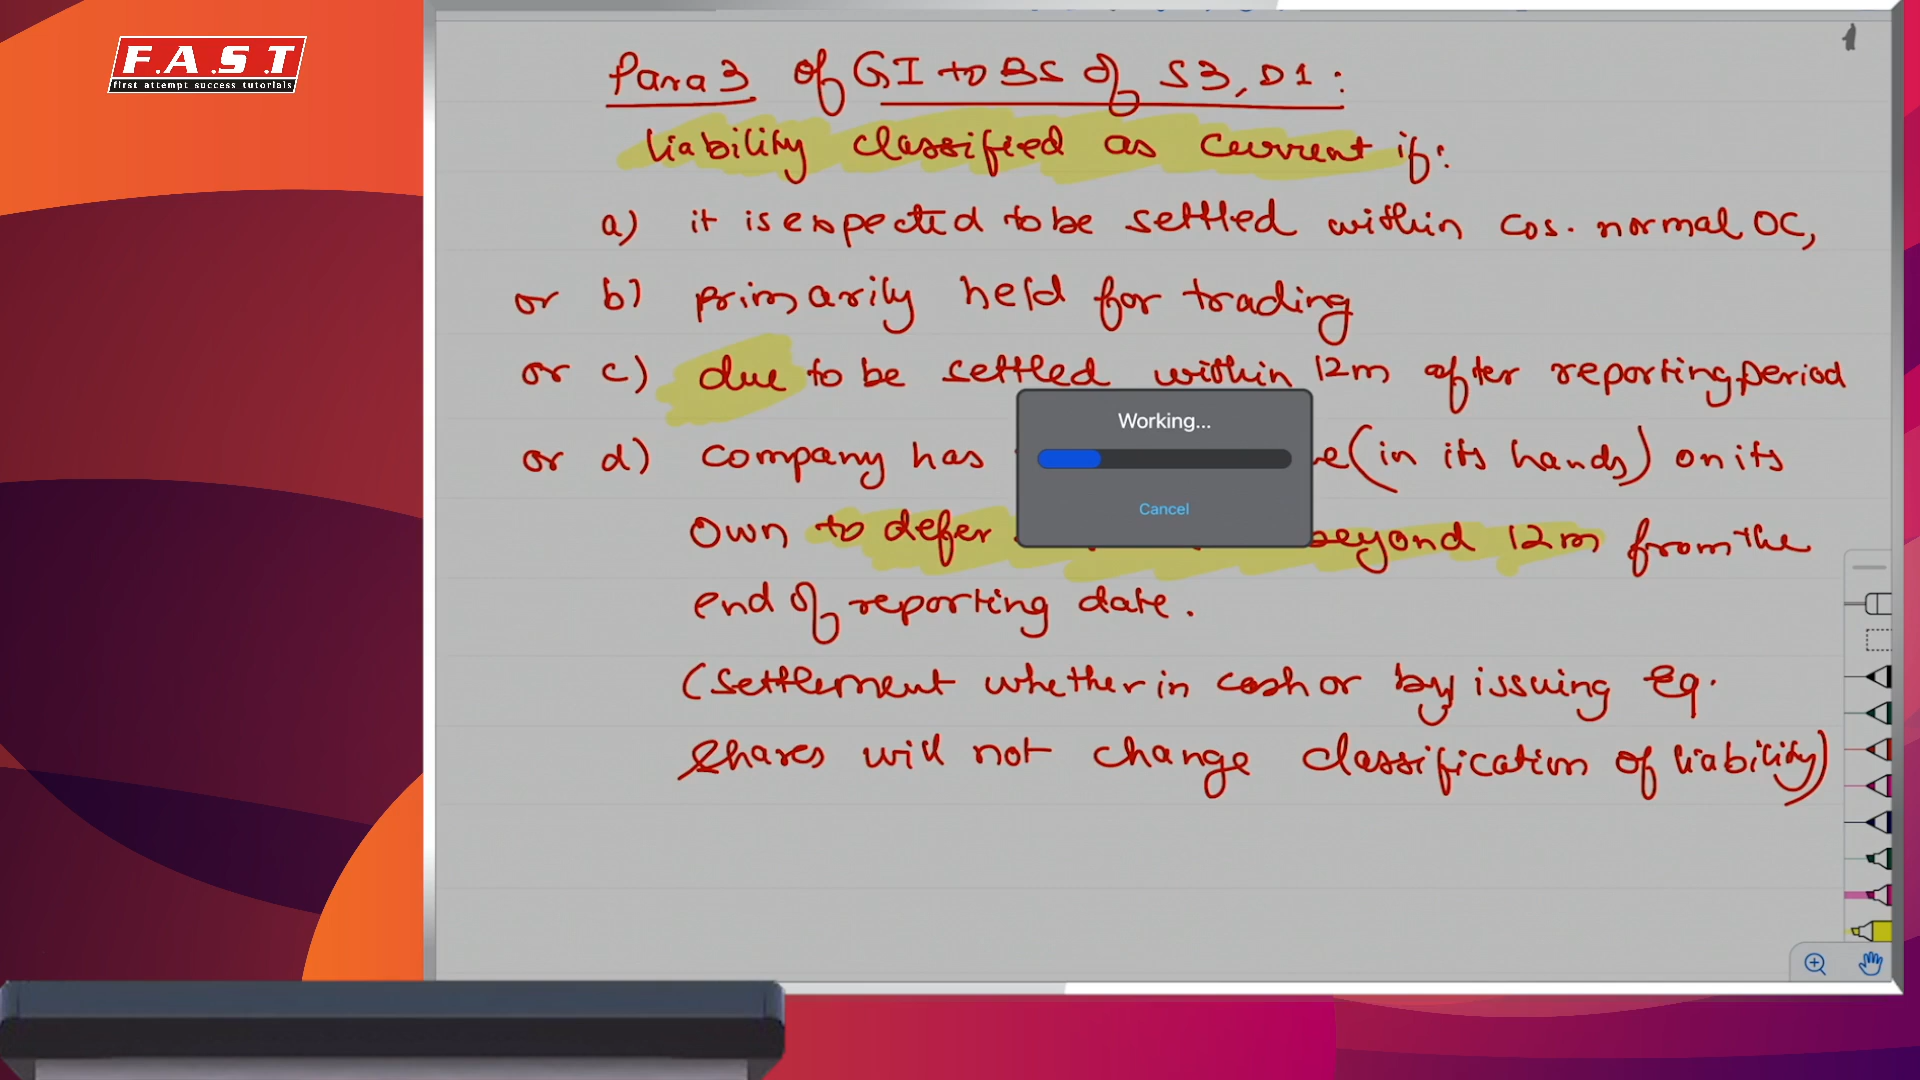 F.A.S.T
first attempt success tutorials
1
Para 3 of GI to BS of S3, D1:
liability classified as current if:
a) it is expected to be settled within cos. normal OC,
or b) primarily held for trading
or c) due to be settled within 12m after reporting period
or d) company has (in its hands) on its
own to defer beyond 12m from the
end of reporting date.
(settlement whether in cash or by issuing Eq.
shares will not change classification of liability)
Working...
Cancel